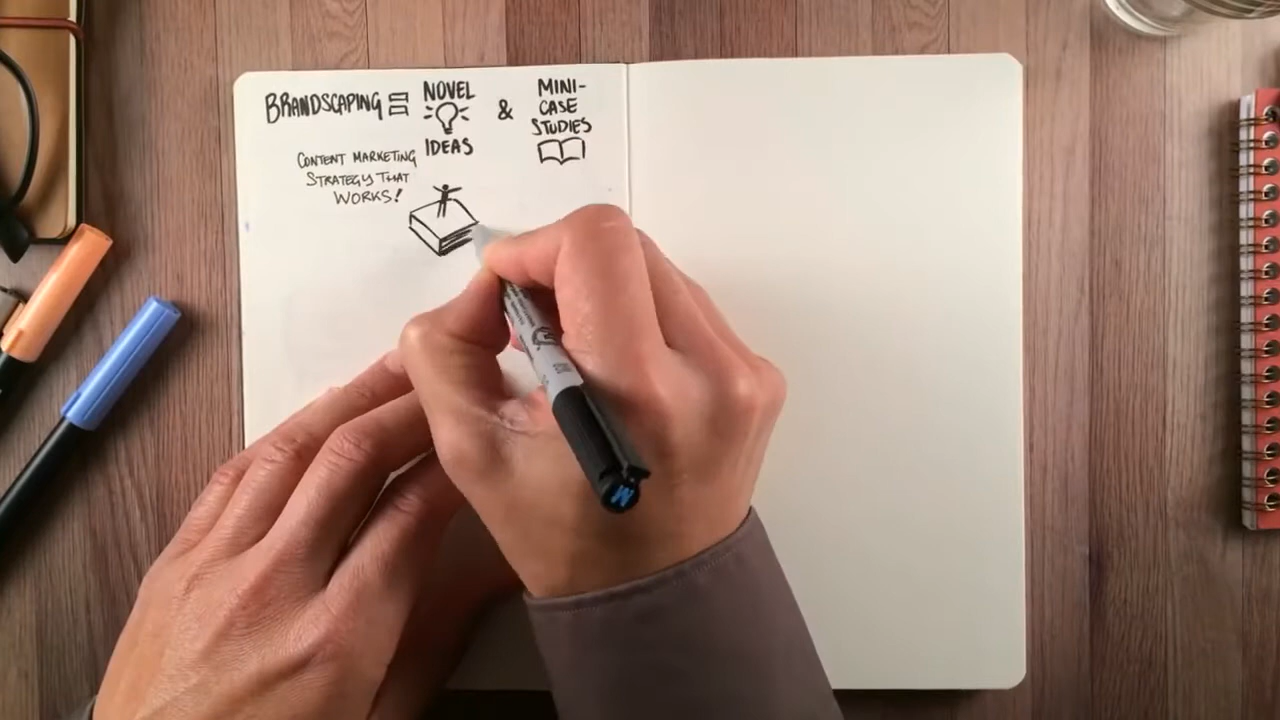 BRANDSCAPING = NOVEL IDEAS & MINI-
CASE
STUDIES
CONTENT MARKETING
STRATEGY THAT
WORKS!
M